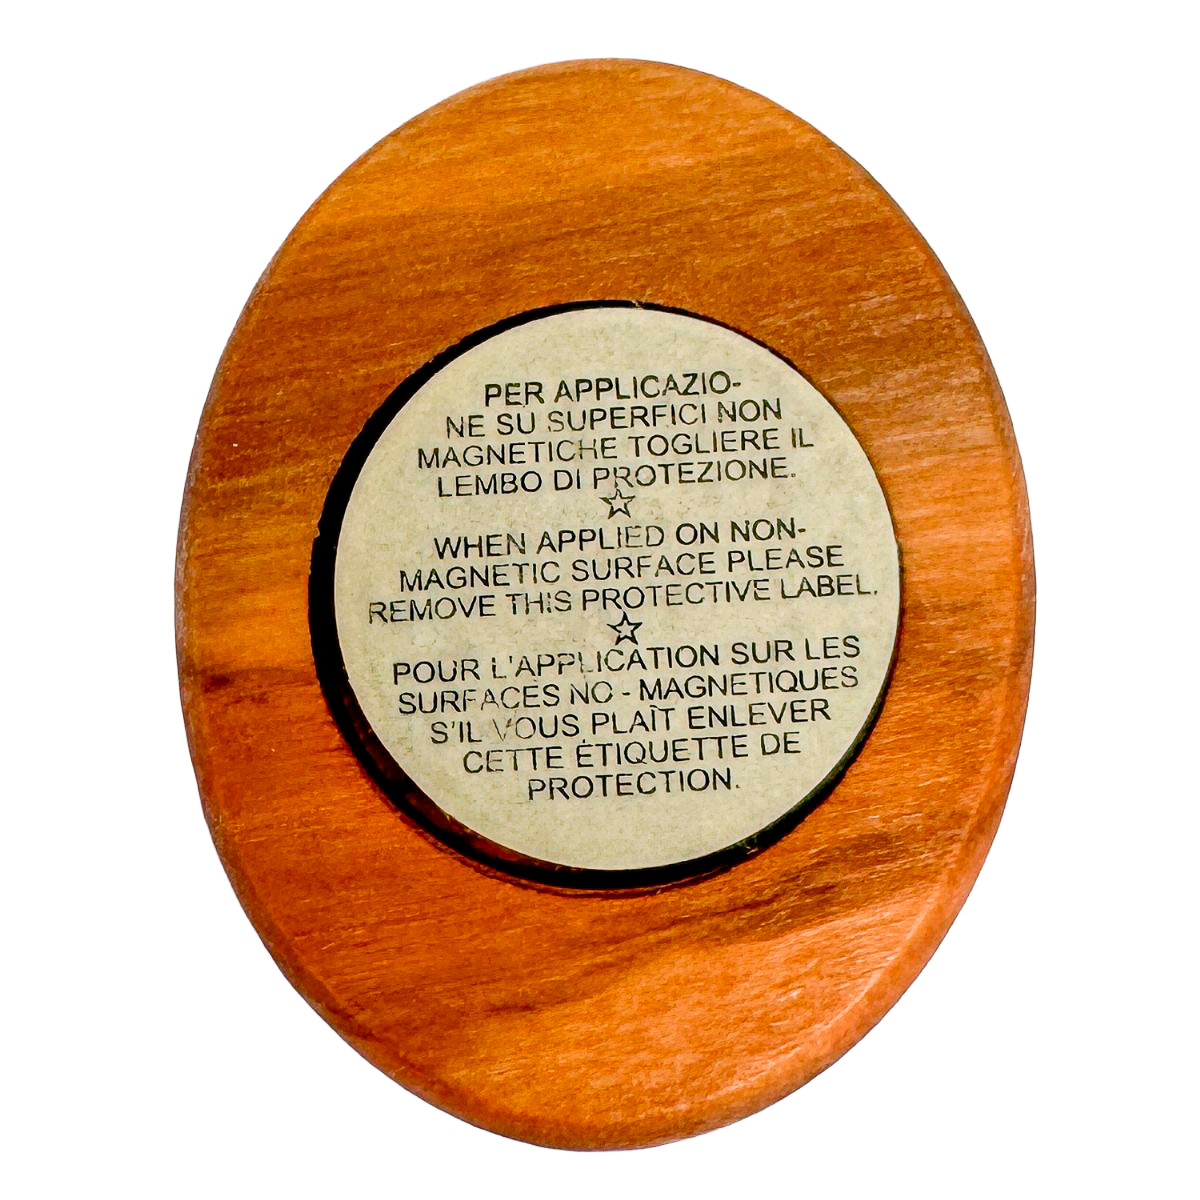 PER APPLICAZIO-
NE SU SUPERFICI NON
MAGNETICHE TOGLIERE IL
LEMBO DI PROTEZIONE.
☆
WHEN APPLIED ON NON-
MAGNETIC SURFACE PLEASE
REMOVE THIS PROTECTIVE LABEL.
☆
POUR L'APPLICATION SUR LES
SURFACES NO - MAGNETIQUES
S'IL VOUS PLAÎT ENLEVER
CETTE ÉTIQUETTE DE
PROTECTION.